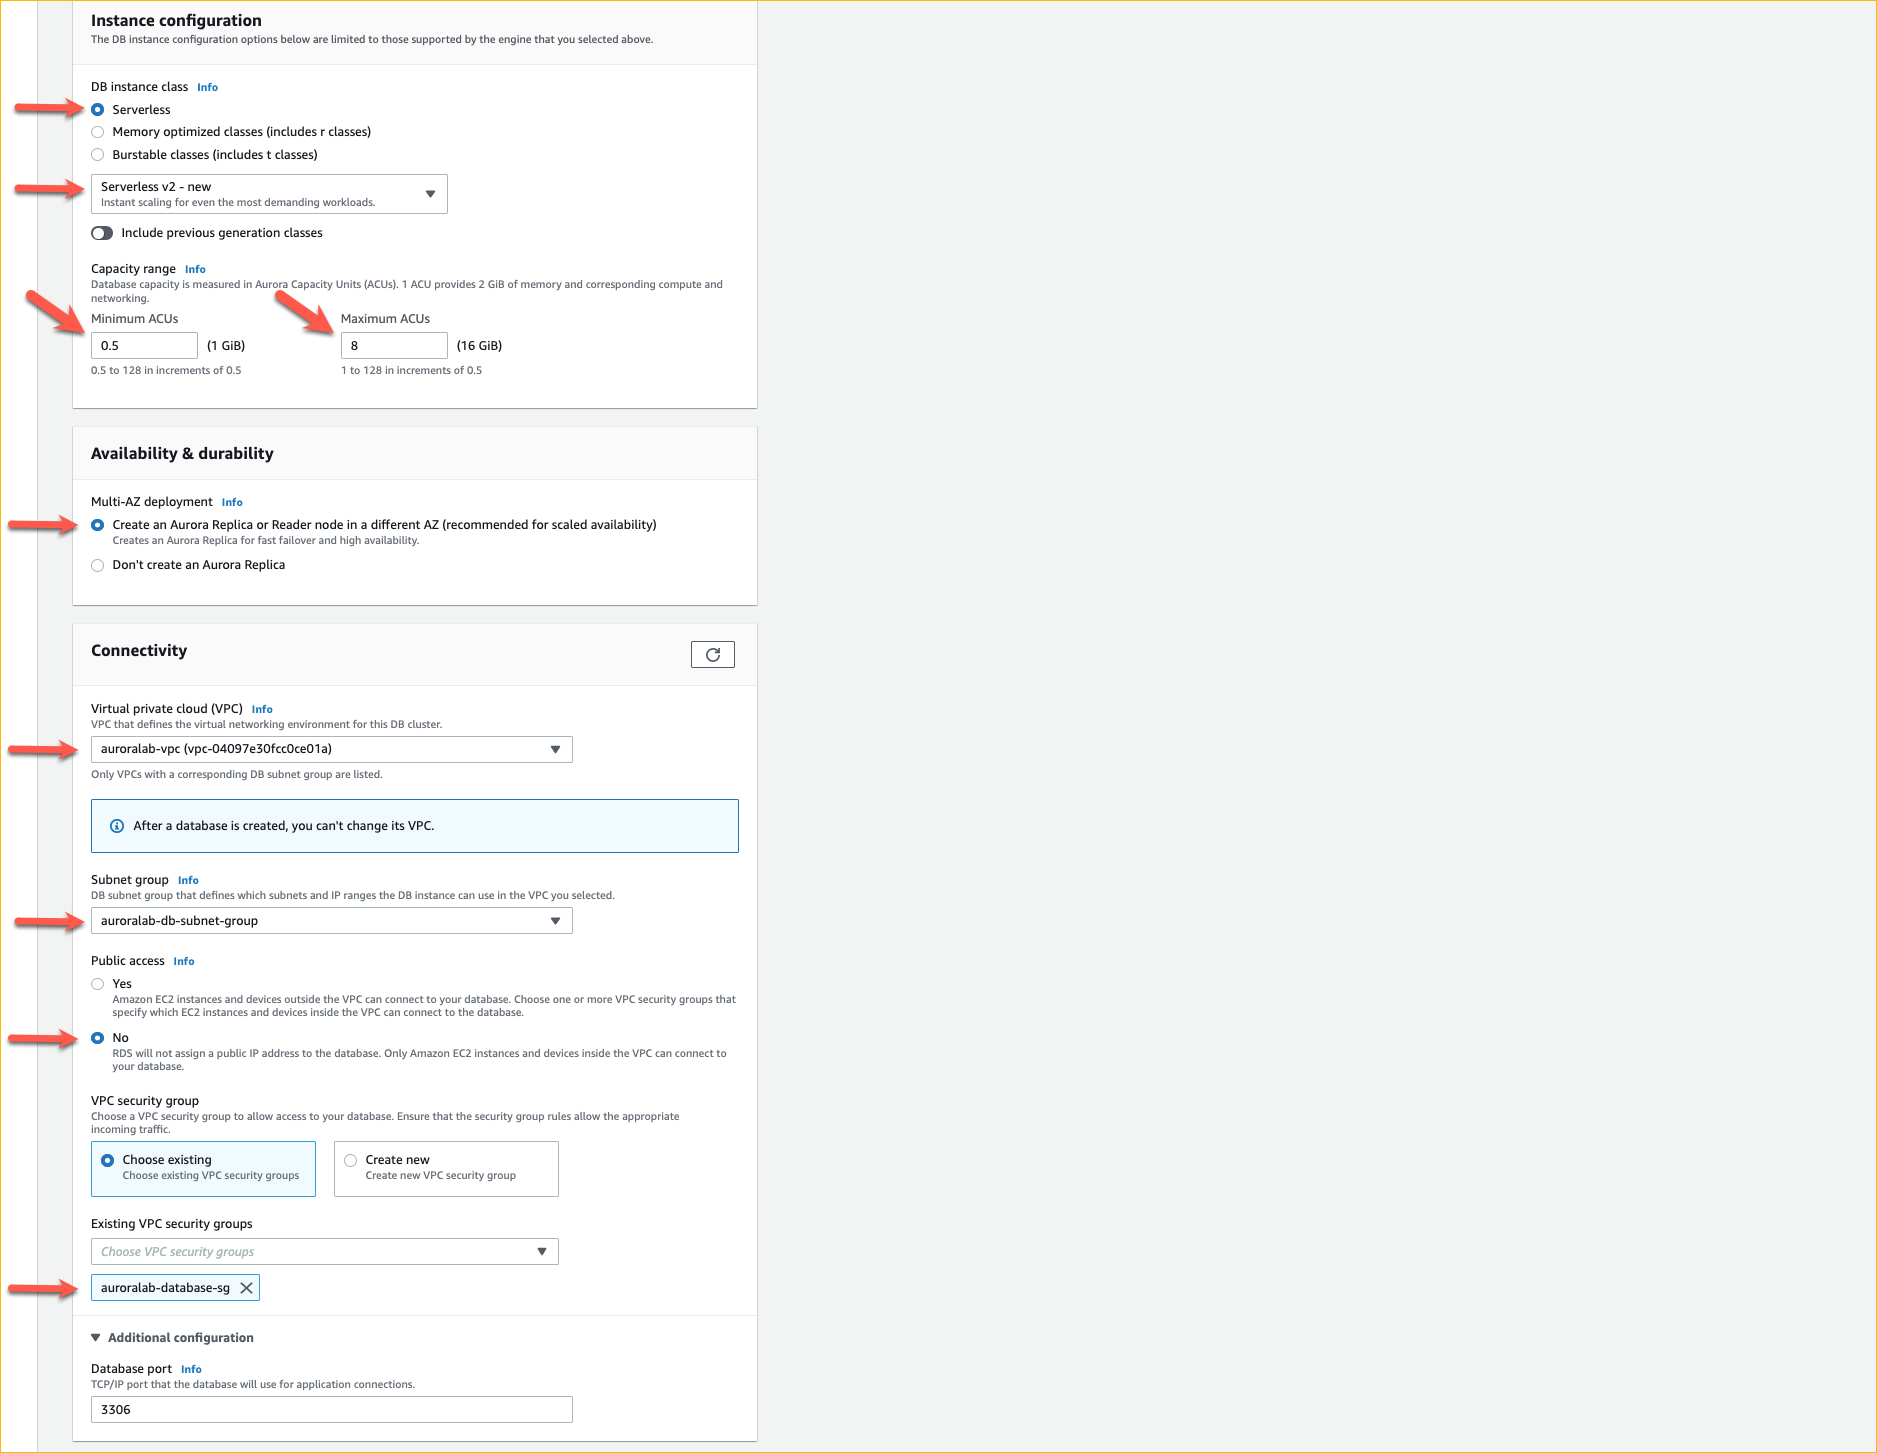 Instance configuration
The DB instance configuration options below are limited to those supported by the engine that you selected above.
DB instance class Info
Serverless
Memory optimized classes (includes r classes)
Burstable classes (includes t classes)
Serverless v2 - new
Instant scaling for even the most demanding workloads.
Include previous generation classes
Capacity range Info
Database capacity is measured in Aurora Capacity Units (ACUs). 1 ACU provides 2 GiB of memory and corresponding compute and
networking.
Minimum ACUs Maximum ACUs
0.5 (1 GiB) 8 (16 GiB)
0.5 to 128 in increments of 0.5 1 to 128 in increments of 0.5
Availability & durability
Multi-AZ deployment Info
Create an Aurora Replica or Reader node in a different AZ (recommended for scaled availability)
Creates an Aurora Replica for fast failover and high availability.
Don't create an Aurora Replica
Connectivity
Virtual private cloud (VPC) Info
VPC that defines the virtual networking environment for this DB cluster.
auroralab-vpc (vpc-04097e30fcc0ce01a)
Only VPCs with a corresponding DB subnet group are listed.
After a database is created, you can't change its VPC.
Subnet group Info
DB subnet group that defines which subnets and IP ranges the DB instance can use in the VPC you selected.
auroralab-db-subnet-group
Public access Info
Yes
Amazon EC2 instances and devices outside the VPC can connect to your database. Choose one or more VPC security groups that
specify which EC2 instances and devices inside the VPC can connect to the database.
No
RDS will not assign a public IP address to the database. Only Amazon EC2 instances and devices inside the VPC can connect to
your database.
VPC security group
Choose a VPC security group to allow access to your database. Ensure that the security group rules allow the appropriate
incoming traffic.
Choose existing Create new
Choose existing VPC security groups Create new VPC security group
Existing VPC security groups
Choose VPC security groups
auroralab-database-sg
Additional configuration
Database port Info
TCP/IP port that the database will use for application connections.
3306